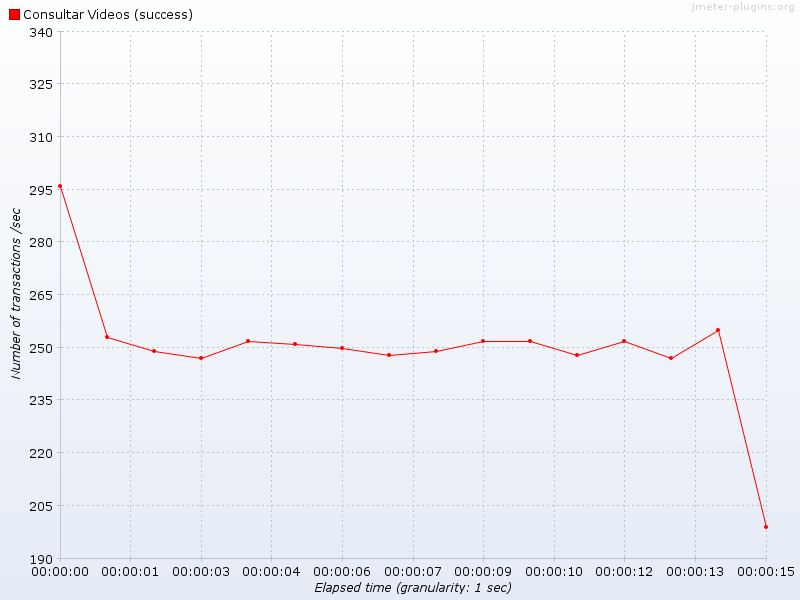 jmeter-plugins.org
Consultar Videos (success)
340
325
310
295
280
265
250
235
220
205
190
Number of transactions /sec
00:00:00 00:00:01 00:00:03 00:00:04 00:00:06 00:00:07 00:00:09 00:00:10 00:00:12 00:00:13 00:00:15
Elapsed time (granularity: 1 sec)